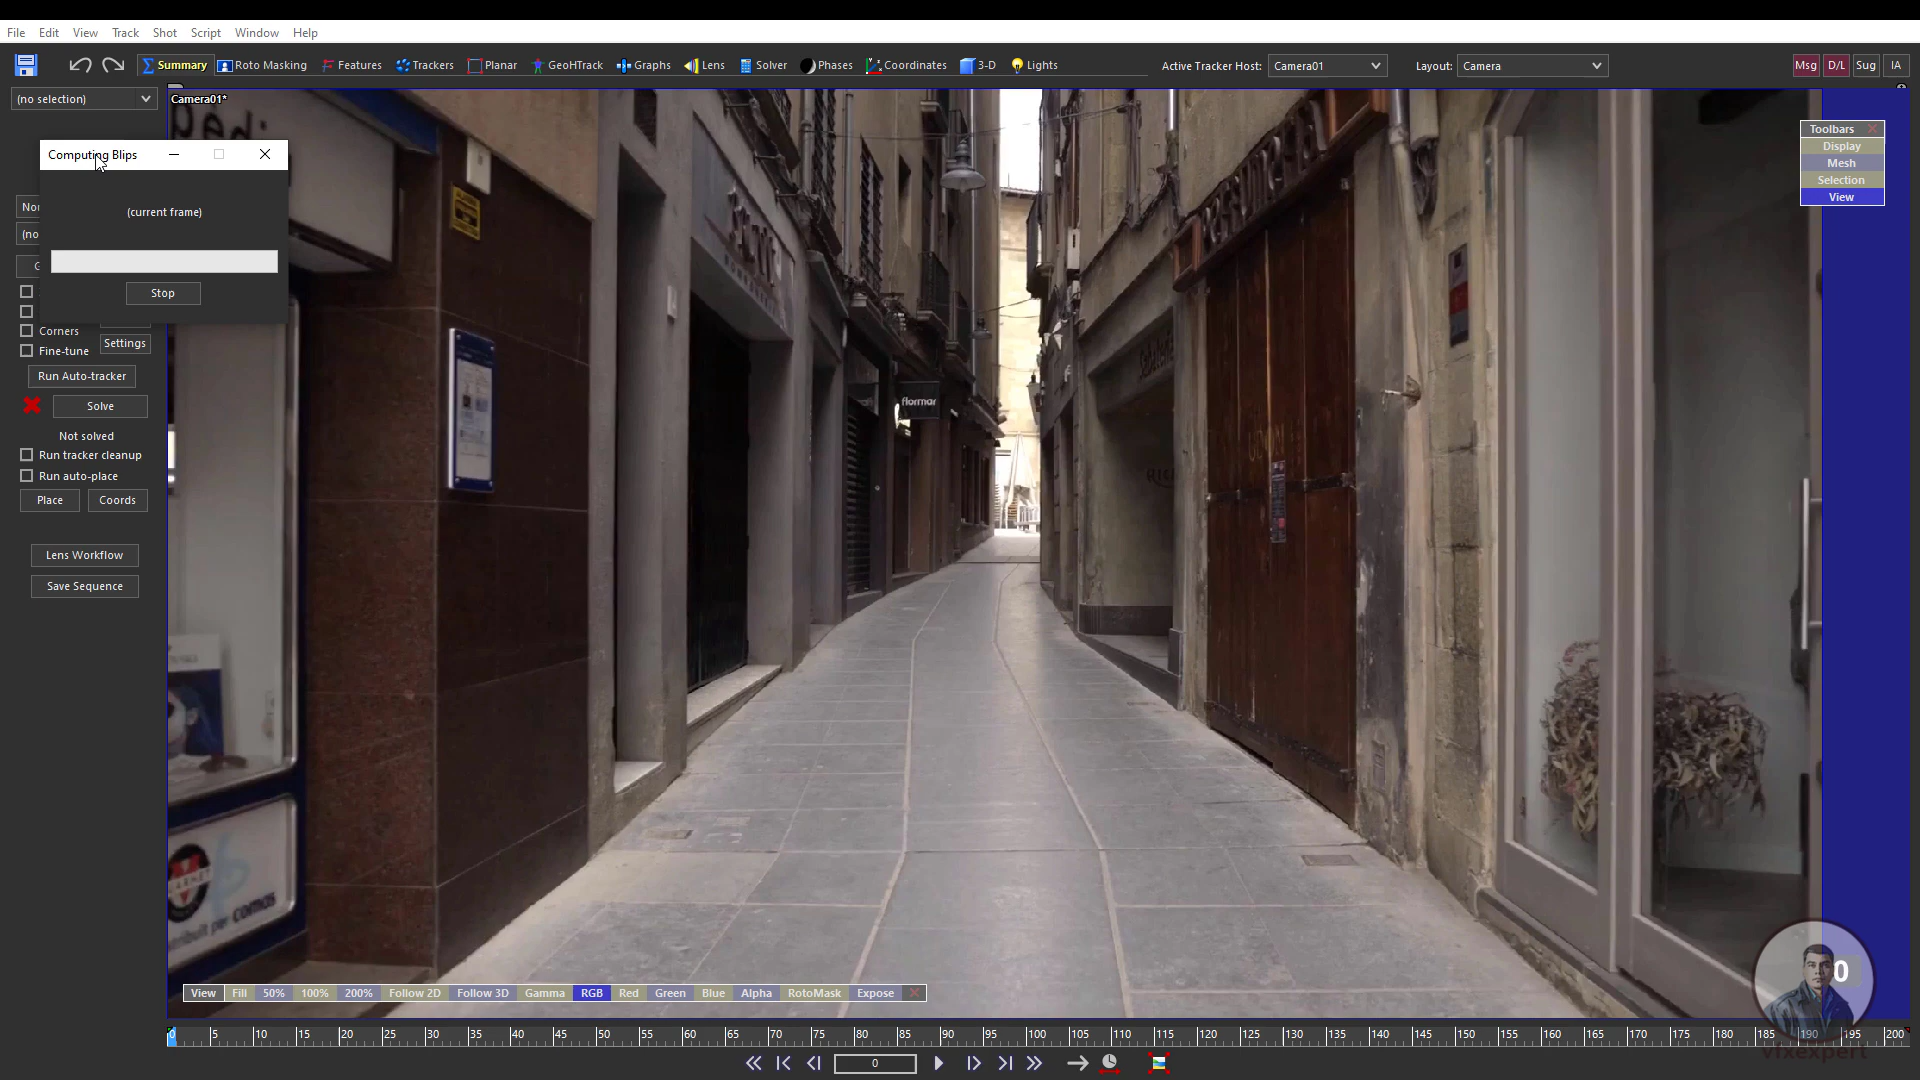 File Edit View Track Shot Script Window Help
Summary Roto Masking Features Trackers Planar GeoHTrack Graphs Lens Solver Phases Coordinates 3-D Lights Active Tracker Host: Camera01 Layout: Camera Msg D/L Sug IA
(no selection)
Camera01*
Toolbars
Display
Mesh
Selection
View
Computing Blips
(current frame)
Stop
Corners
Fine-tune
Settings
Run Auto-tracker
Solve
Not solved
Run tracker cleanup
Run auto-place
Place Coords
Lens Workflow
Save Sequence
flormar
View Fill 50% 100% 200% Follow 2D Follow 3D Gamma RGB Red Green Blue Alpha RotoMask Expose
0
0 5 10 15 20 25 30 35 40 45 50 55 60 65 70 75 80 85 90 95 100 105 110 115 120 125 130 135 140 145 150 155 160 165 170 175 180 185 190 195 200
0
vfxexpert